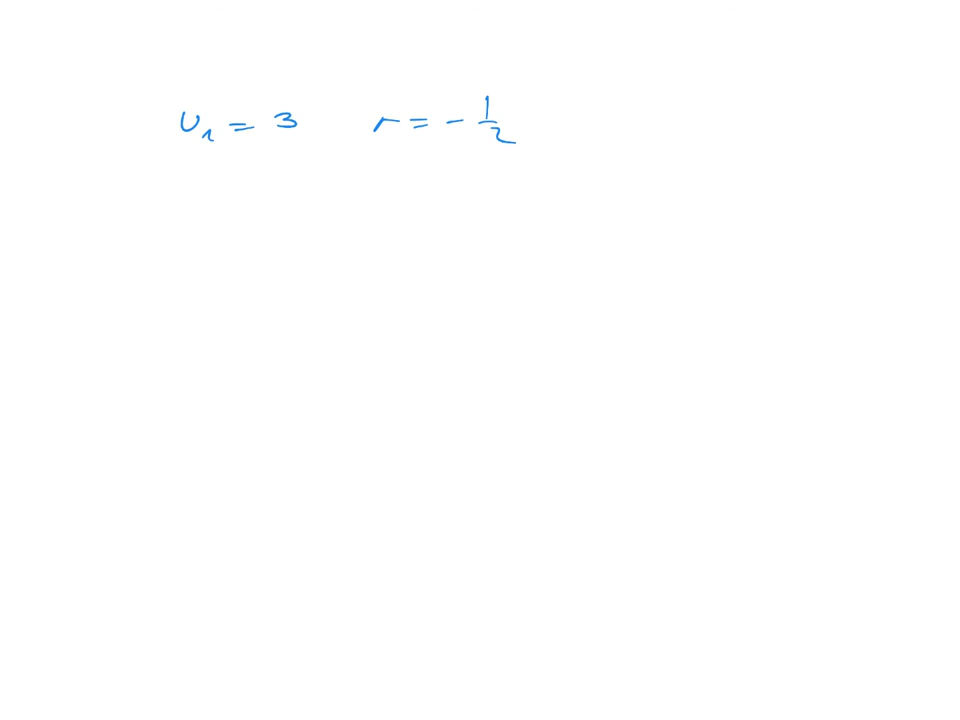 u₁ = 3 r = - 1/2